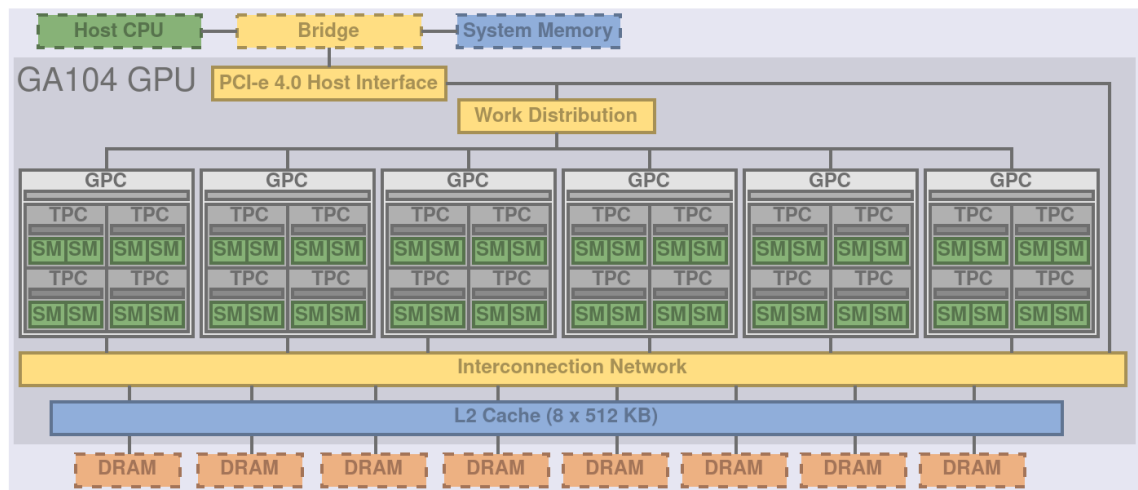 Host CPU Bridge System Memory
GA104 GPU PCI-e 4.0 Host Interface
Work Distribution
GPC GPC GPC GPC GPC GPC
TPC TPC TPC TPC TPC TPC TPC TPC TPC TPC TPC TPC
SM SM SM SM SM SM SM SM SM SM SM SM SM SM SM SM SM SM SM SM SM SM SM SM
TPC TPC TPC TPC TPC TPC TPC TPC TPC TPC TPC TPC
SM SM SM SM SM SM SM SM SM SM SM SM SM SM SM SM SM SM SM SM SM SM SM SM
Interconnection Network
L2 Cache (8 x 512 KB)
DRAM DRAM DRAM DRAM DRAM DRAM DRAM DRAM